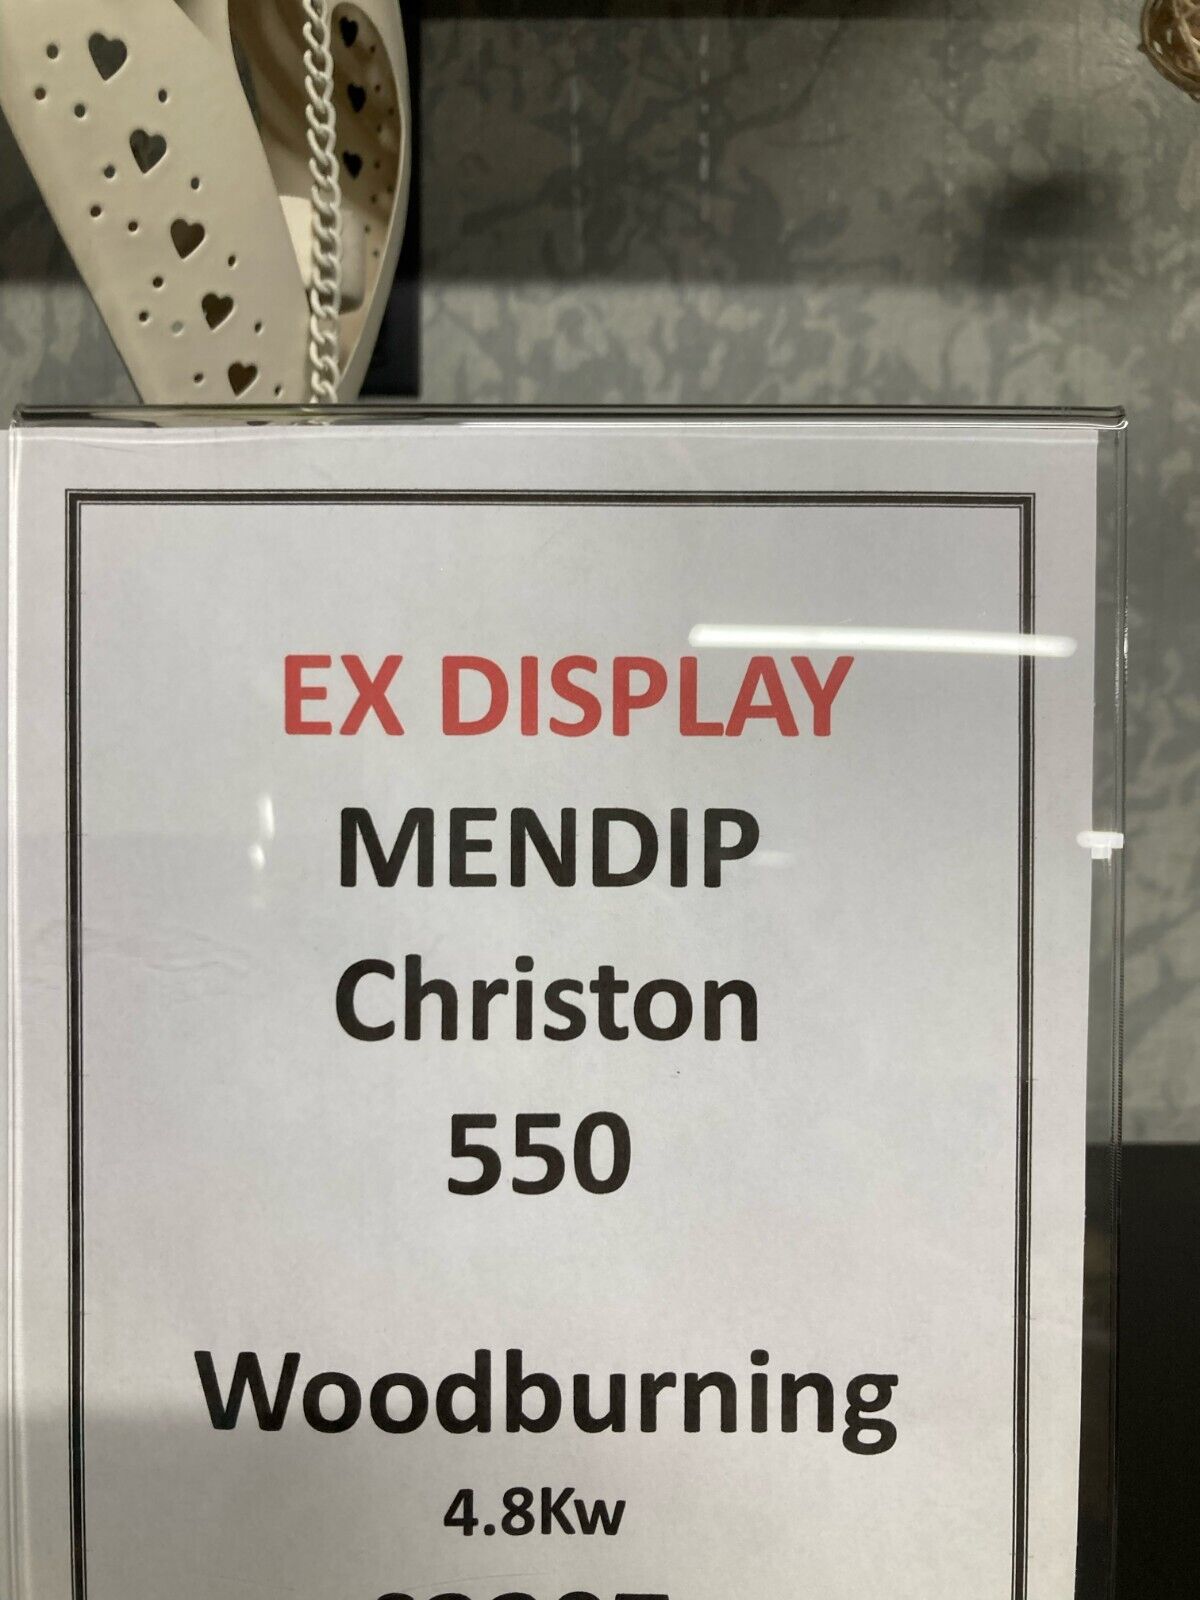 EX DISPLAY
MENDIP
Christon
550
Woodburning
4.8Kw